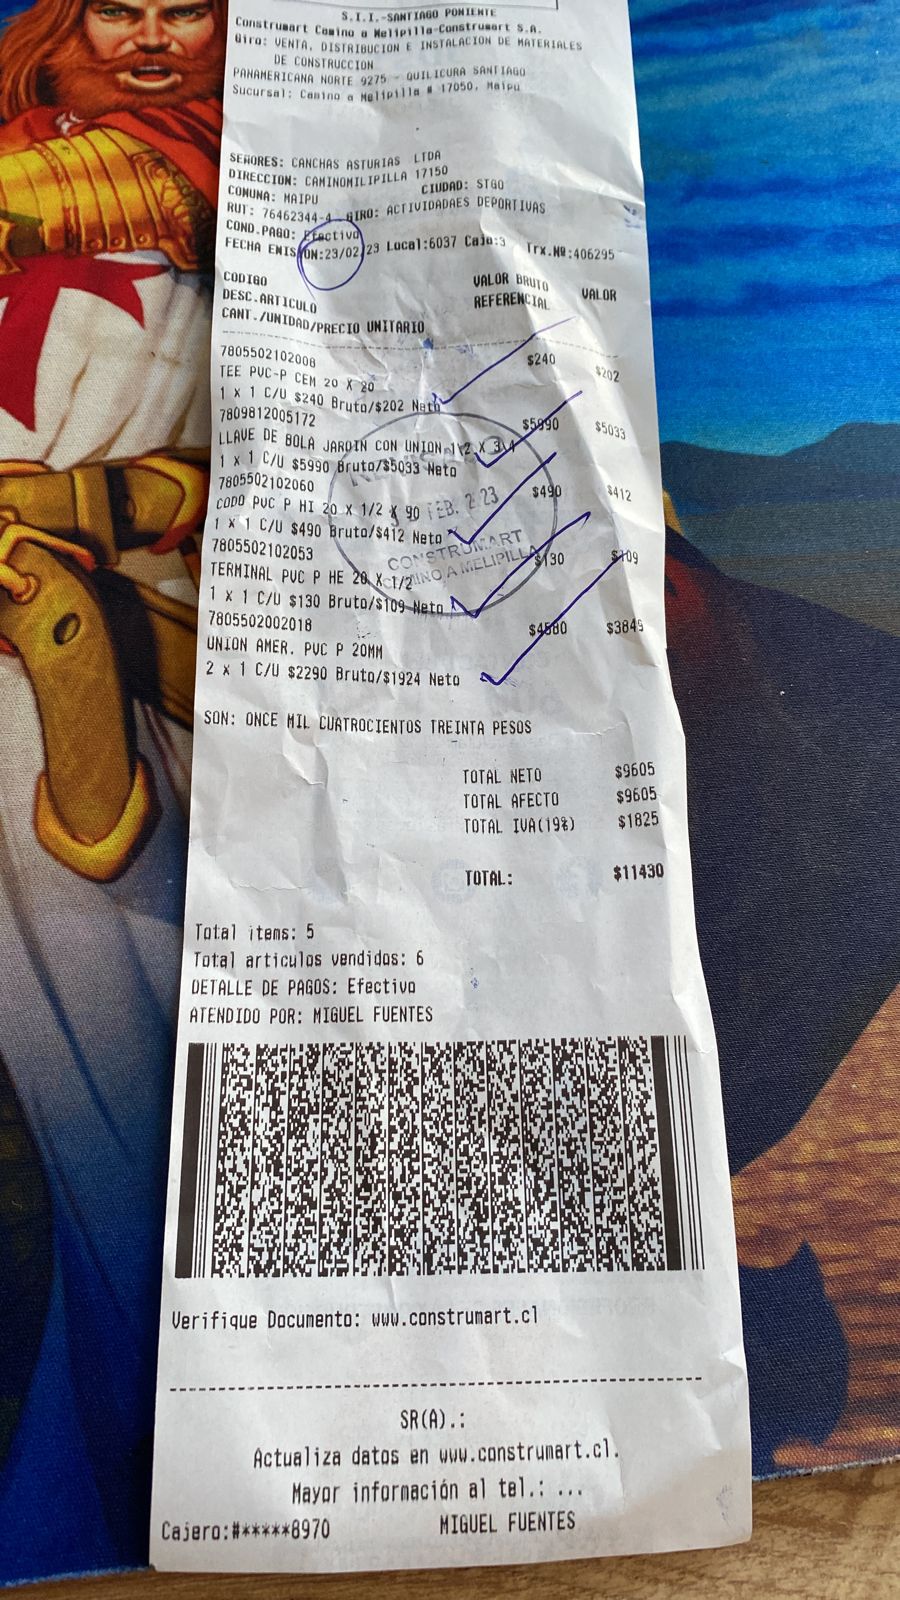 S.I.I.-SANTIAGO PONIENTE
Construmart Camino a Melipilla-Construmart S.A.
Giro: VENTA, DISTRIBUCION E INSTALACION DE MATERIALES
DE CONSTRUCCION
PANAMERICANA NORTE 9275 - QUILICURA SANTIAGO
Sucursal: Camino a Melipilla # 17050, Maipu
SEÑORES: CANCHAS ASTURIAS LTDA
DIRECCION: CAMINOMILIPILLA 17150
COMUNA: MAIPU CIUDAD: STGO
RUT: 76462344-4 GIRO: ACTIVIDADAES DEPORTIVAS
COND.PAGO: Efectivo
FECHA EMISION:23/02/23 Local:6037 Caja:3 Trx.Nº:406295
CODIGO VALOR BRUTO VALOR
DESC.ARTICULO REFERENCIAL
CANT./UNIDAD/PRECIO UNITARIO
7805502102008 $240 $202
TEE PVC-P CEM 20 X 20
1 x 1 C/U $240 Bruto/$202 Neto
7809812005172 $5990 $5033
LLAVE DE BOLA JARDIN CON UNION 1\2 X 3\4
1 x 1 C/U $5990 Bruto/$5033 Neto
7805502102060 $490 $412
CODO PVC P HI 20 X 1/2 X 90
1 x 1 C/U $490 Bruto/$412 Neto
7805502102053 $130 $109
TERMINAL PVC P HE 20 X 1/2
1 x 1 C/U $130 Bruto/$109 Neto
7805502002018 $4580 $3849
UNION AMER. PVC P 20MM
2 x 1 C/U $2290 Bruto/$1924 Neto
FEB. 2023
CONSTRUMART
CAMINO A MELIPILLA
SON: ONCE MIL CUATROCIENTOS TREINTA PESOS
TOTAL NETO $9605
TOTAL AFECTO $9605
TOTAL IVA(19%) $1825
TOTAL: $11430
Total items: 5
Total articulos vendidos: 6
DETALLE DE PAGOS: Efectivo
ATENDIDO POR: MIGUEL FUENTES
Verifique Documento: www.construmart.cl
SR(A).:
Actualiza datos en www.construmart.cl.
Mayor información al tel.: ...
Cajero:#*****8970 MIGUEL FUENTES